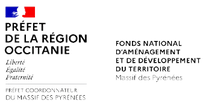 PRÉFET
DE LA RÉGION
OCCITANIE
Liberté
Égalité
Fraternité
PRÉFET COORDONNATEUR
DU MASSIF DES PYRÉNÉES
FONDS NATIONAL
D'AMÉNAGEMENT
ET DE DÉVELOPPEMENT
DU TERRITOIRE
Massif des Pyrénées